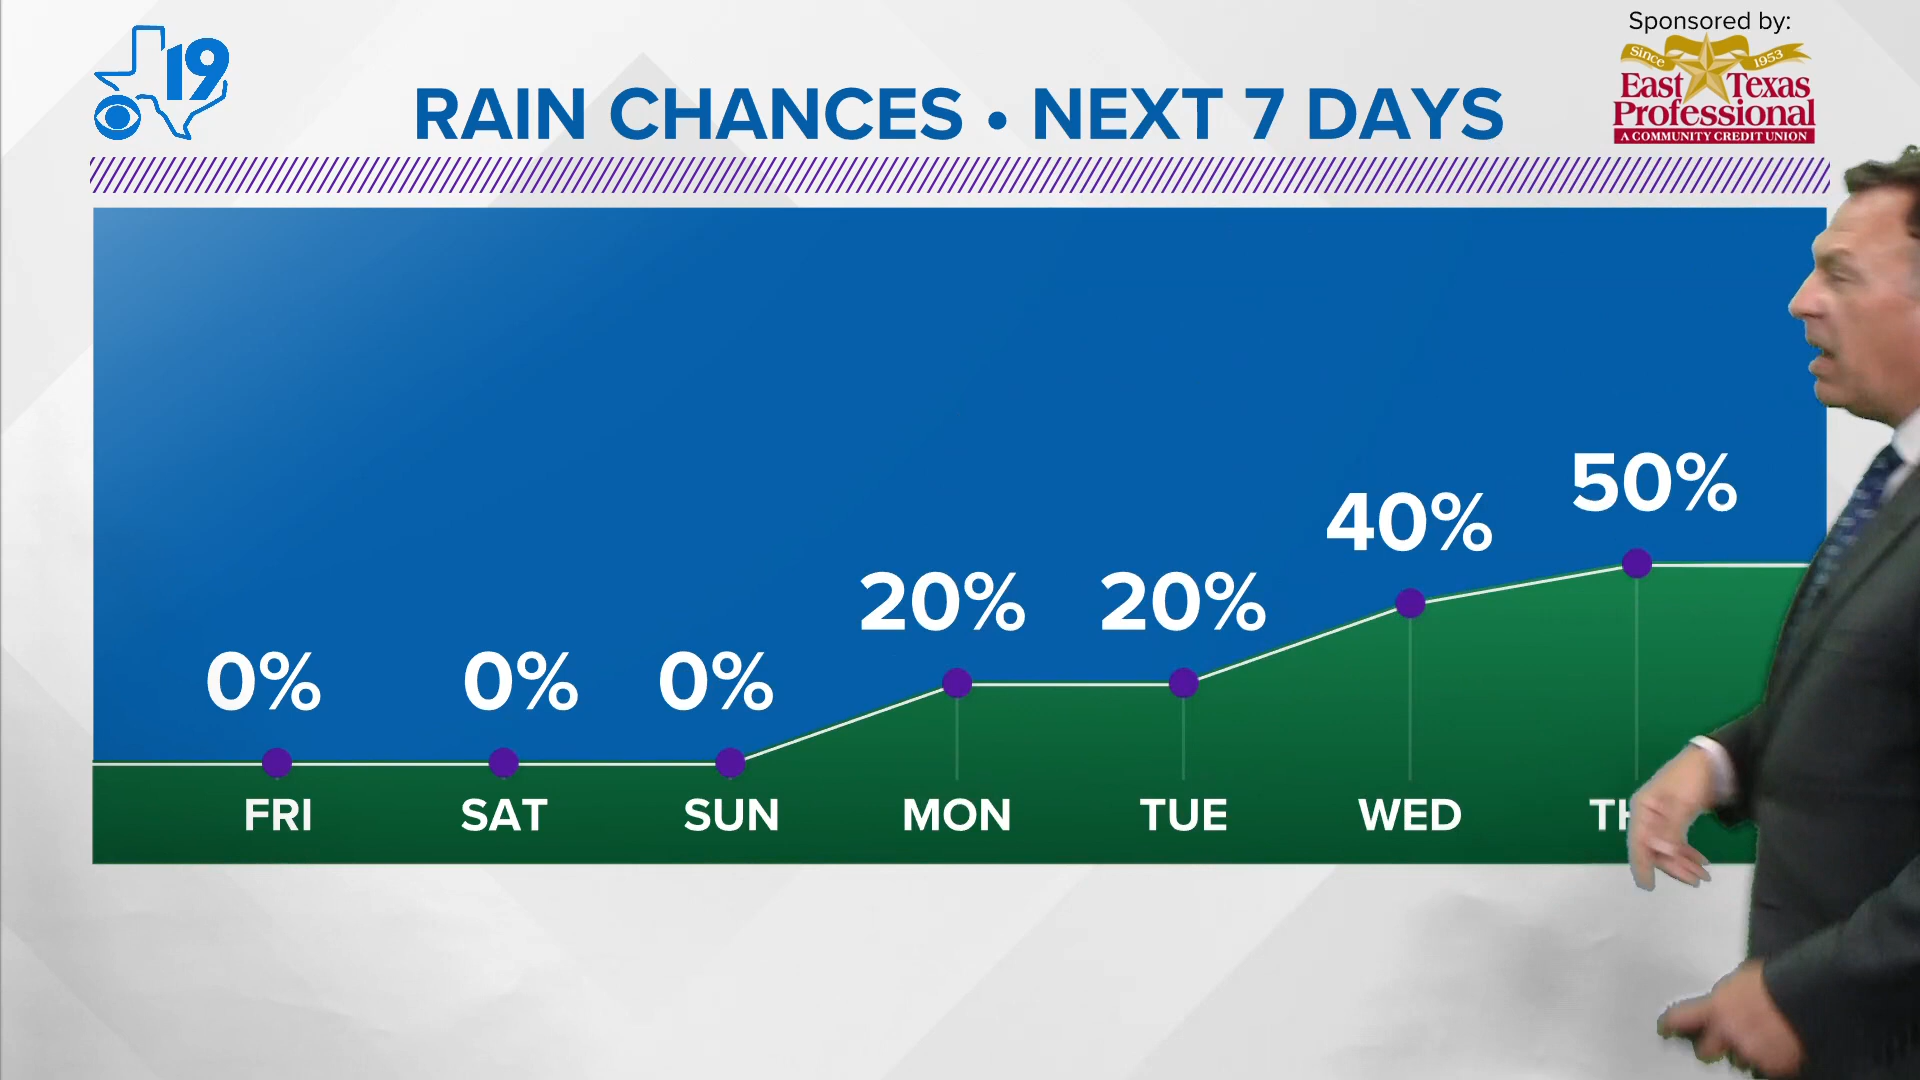 19
RAIN CHANCES • NEXT 7 DAYS
Sponsored by:
Since 1953
East Texas
Professional
A COMMUNITY CREDIT UNION
0% 0% 0% 20% 20% 40% 50%
FRI SAT SUN MON TUE WED